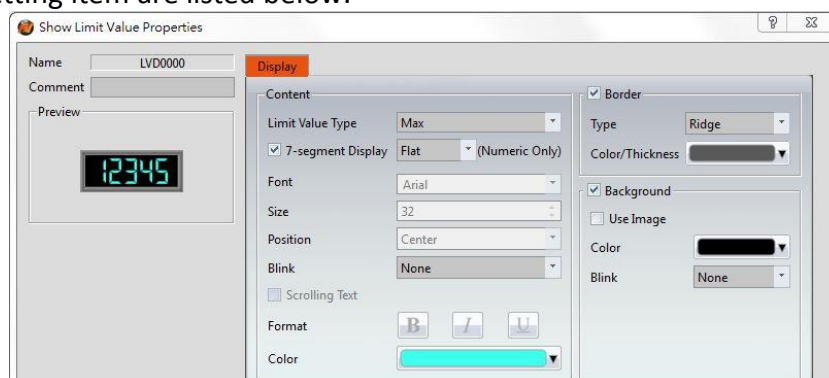 etting item are listed below:
Show Limit Value Properties
Name LVD0000
Comment
Preview
12345
Display
Content
Limit Value Type Max
7-segment Display Flat (Numeric Only)
Font Arial
Size 32
Position Center
Blink None
Scrolling Text
Format B I U
Color
Border
Type Ridge
Color/Thickness
Background
Use Image
Color
Blink None